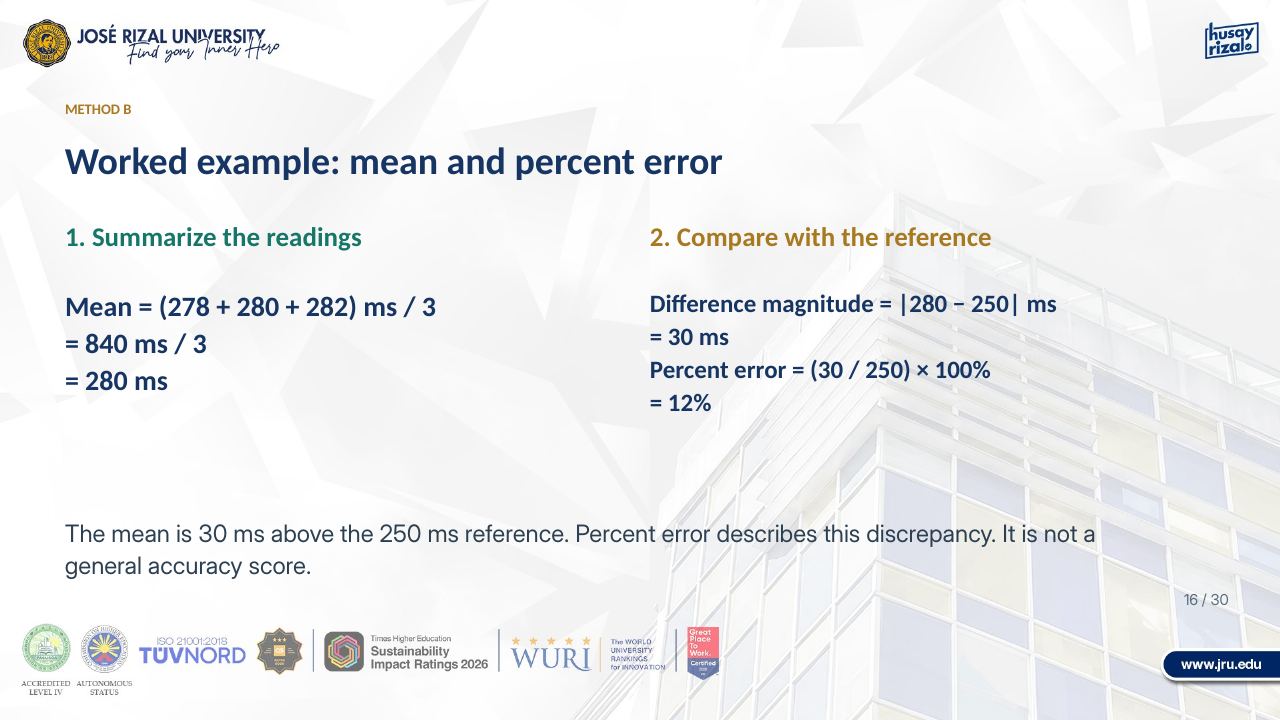 JOSÉ RIZAL UNIVERSITY
Find your Inner Hero
husay
rizal
METHOD B
Worked example: mean and percent error
1. Summarize the readings
Mean = (278 + 280 + 282) ms / 3
= 840 ms / 3
= 280 ms
2. Compare with the reference
Difference magnitude = |280 − 250| ms
= 30 ms
Percent error = (30 / 250) × 100%
= 12%
The mean is 30 ms above the 250 ms reference. Percent error describes this discrepancy. It is not a
general accuracy score.
16 / 30
ACCREDITED
LEVEL IV
AUTONOMOUS
STATUS
ISO 21001:2018
TÜVNORD
Times Higher Education
Sustainability
Impact Ratings 2026
WURI
The WORLD
UNIVERSITY
RANKINGS
for INNOVATION
Great
Place
To
Work.
Certified
www.jru.edu